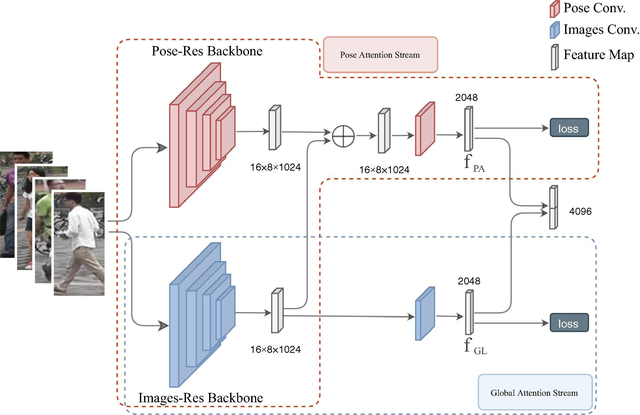 Pose Conv.
Images Conv.
Feature Map
Pose-Res Backbone
Pose Attention Stream
2048
loss
16×8×1024
16×8×1024
f PA
4096
2048
loss
16×8×1024
f GL
Images-Res Backbone
Global Attention Stream